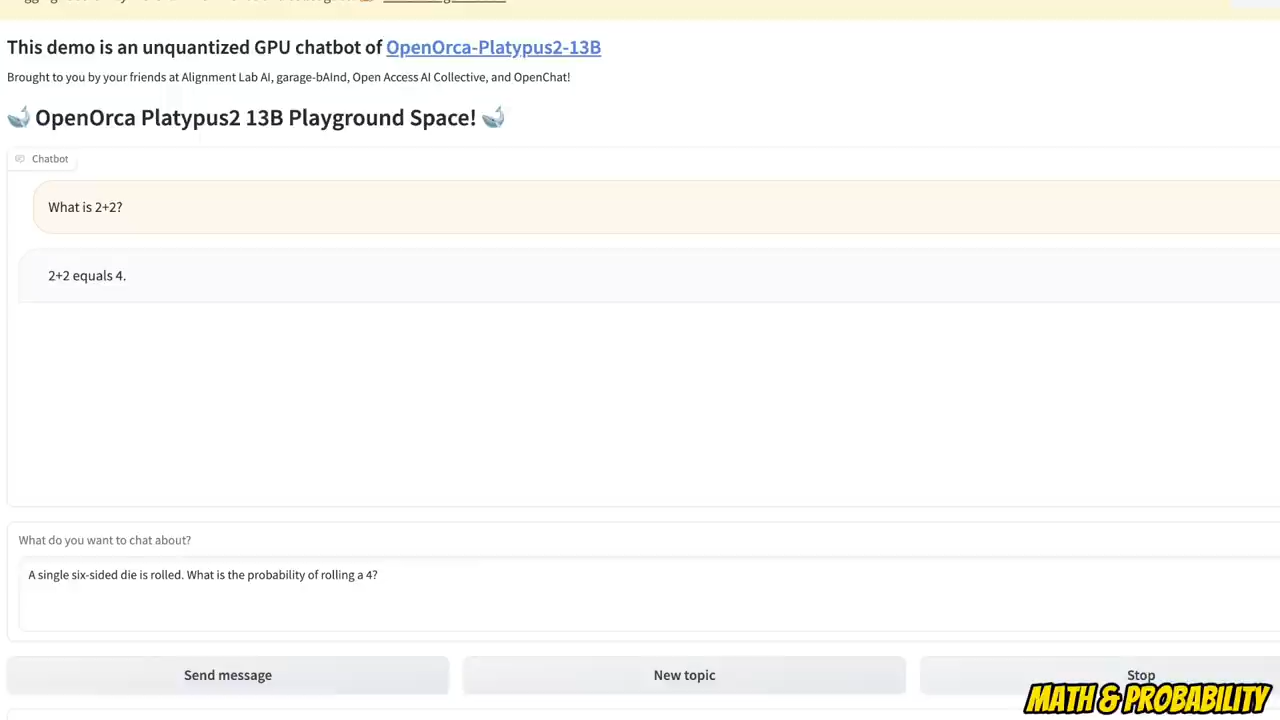 This demo is an unquantized GPU chatbot of OpenOrca-Platypus2-13B
Brought to you by your friends at Alignment Lab AI, garage-bAInd, Open Access AI Collective, and OpenChat!
OpenOrca Platypus2 13B Playground Space!
Chatbot
What is 2+2?
2+2 equals 4.
What do you want to chat about?
A single six-sided die is rolled. What is the probability of rolling a 4?
Send message
New topic
Stop
MATH & PROBABILITY